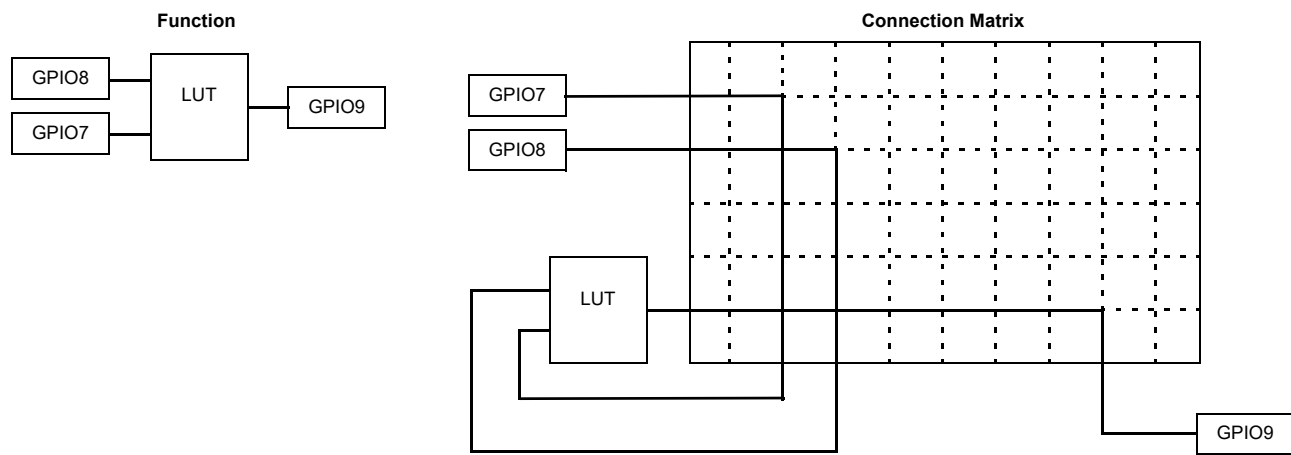 Function
GPIO8
GPIO7
LUT
GPIO9
Connection Matrix
GPIO7
GPIO8
LUT
GPIO9